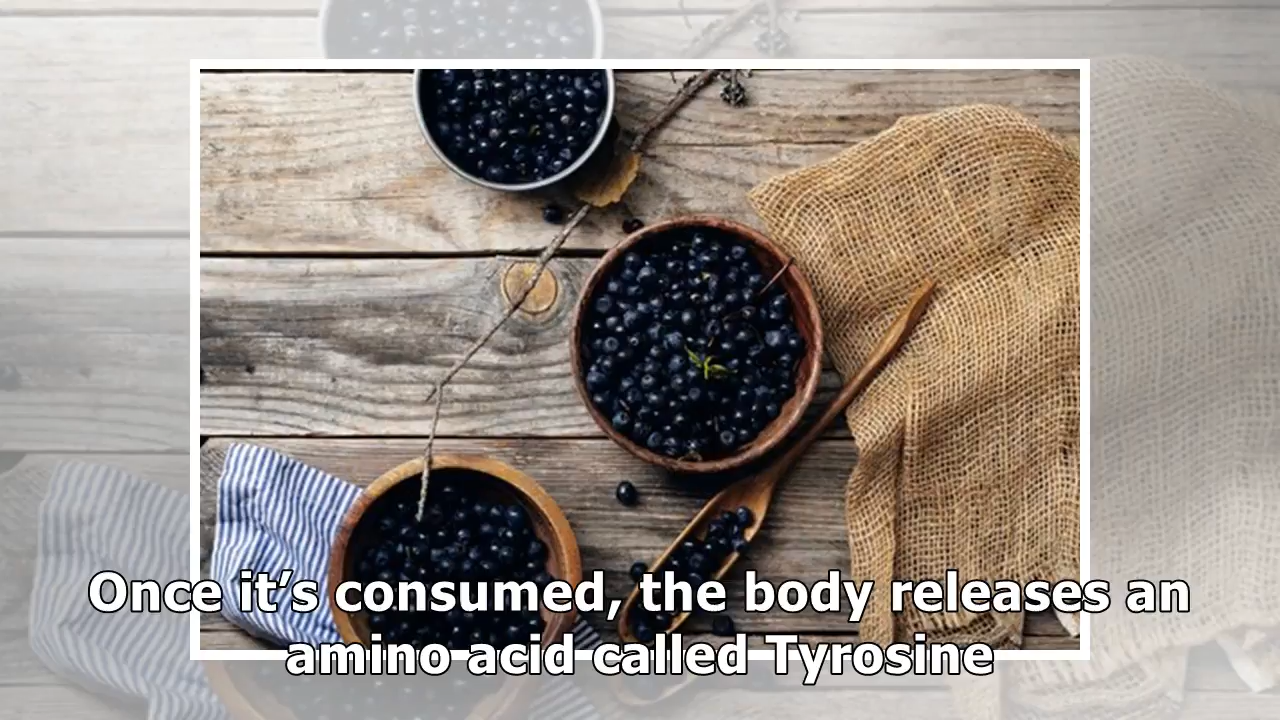 Once it’s consumed, the body releases an
amino acid called Tyrosine